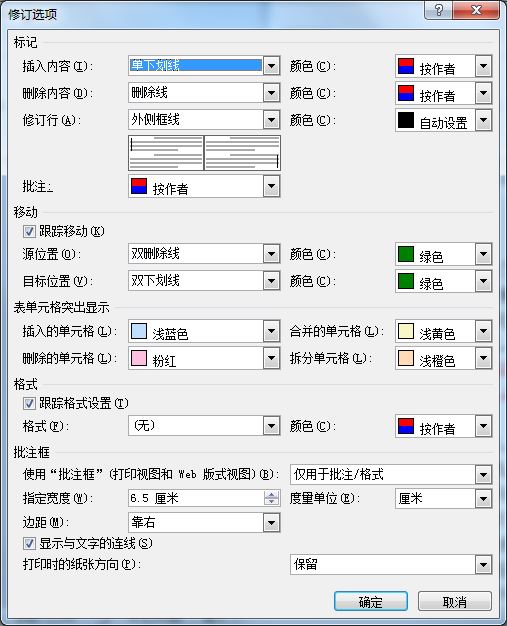 修订选项
标记
插入内容(I): 单下划线 颜色(C): 按作者
删除内容(D): 删除线 颜色(C): 按作者
修订行(A): 外侧框线 颜色(C): 自动设置
批注: 按作者
移动
跟踪移动(K)
源位置(O): 双删除线 颜色(C): 绿色
目标位置(V): 双下划线 颜色(C): 绿色
表单元格突出显示
插入的单元格(L): 浅蓝色 合并的单元格(L): 浅黄色
删除的单元格(L): 粉红 拆分单元格(L): 浅橙色
格式
跟踪格式设置(T)
格式(F): (无) 颜色(C): 按作者
批注框
使用“批注框”(打印视图和 Web 版式视图)(B): 仅用于批注/格式
指定宽度(W): 6.5 厘米 度量单位(E): 厘米
边距(M): 靠右
显示与文字的连线(S)
打印时的纸张方向(P): 保留
确定 取消